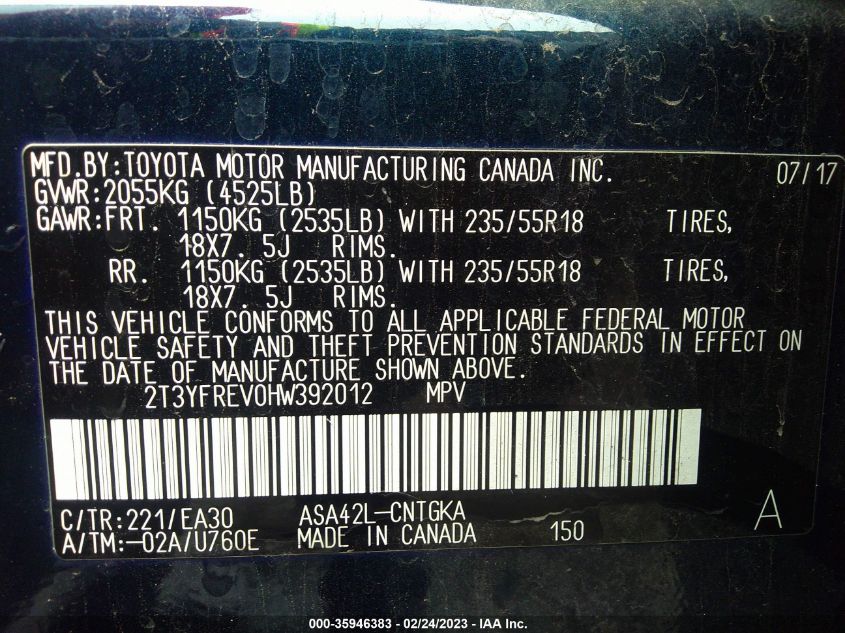 MFD.BY:TOYOTA MOTOR MANUFACTURING CANADA INC. 07/17
GVWR:2055KG (4525LB)
GAWR:FRT. 1150KG (2535LB) WITH 235/55R18 TIRES,
18X7. 5J RIMS.
RR. 1150KG (2535LB) WITH 235/55R18 TIRES,
18X7. 5J RIMS.
THIS VEHICLE CONFORMS TO ALL APPLICABLE FEDERAL MOTOR
VEHICLE SAFETY AND THEFT PREVENTION STANDARDS IN EFFECT ON
THE DATE OF MANUFACTURE SHOWN ABOVE.
2T3YFREV0HW392012 MPV
C/TR:221/EA30 ASA42L-CNTGKA
A/TM:-02A/U760E MADE IN CANADA 150 A
000-35946383 - 02/24/2023 - IAA Inc.